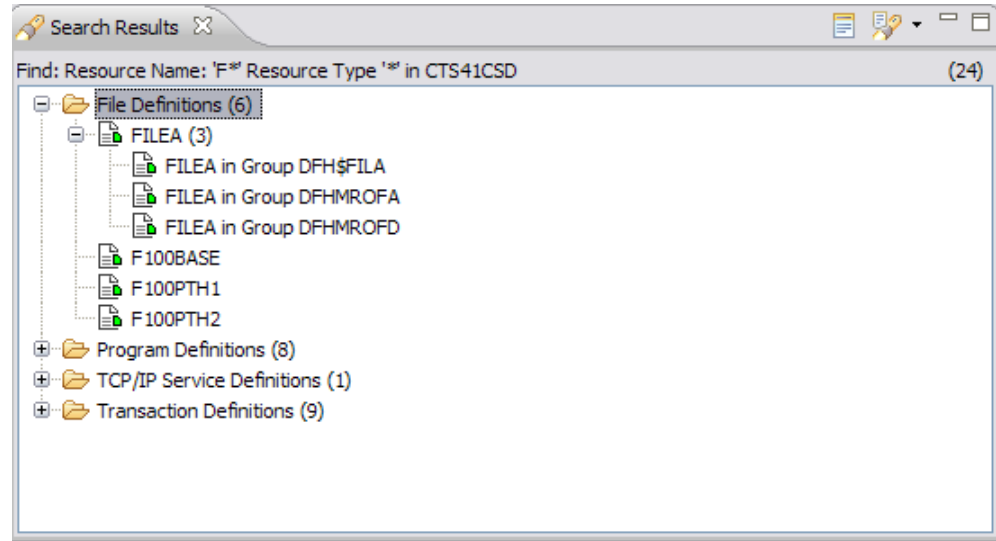 Search Results
Find: Resource Name: 'F*' Resource Type '*' in CTS41CSD (24)
File Definitions (6)
FILEA (3)
FILEA in Group DFH$FILA
FILEA in Group DFHMROFA
FILEA in Group DFHMROFD
F100BASE
F100PTH1
F100PTH2
Program Definitions (8)
TCP/IP Service Definitions (1)
Transaction Definitions (9)